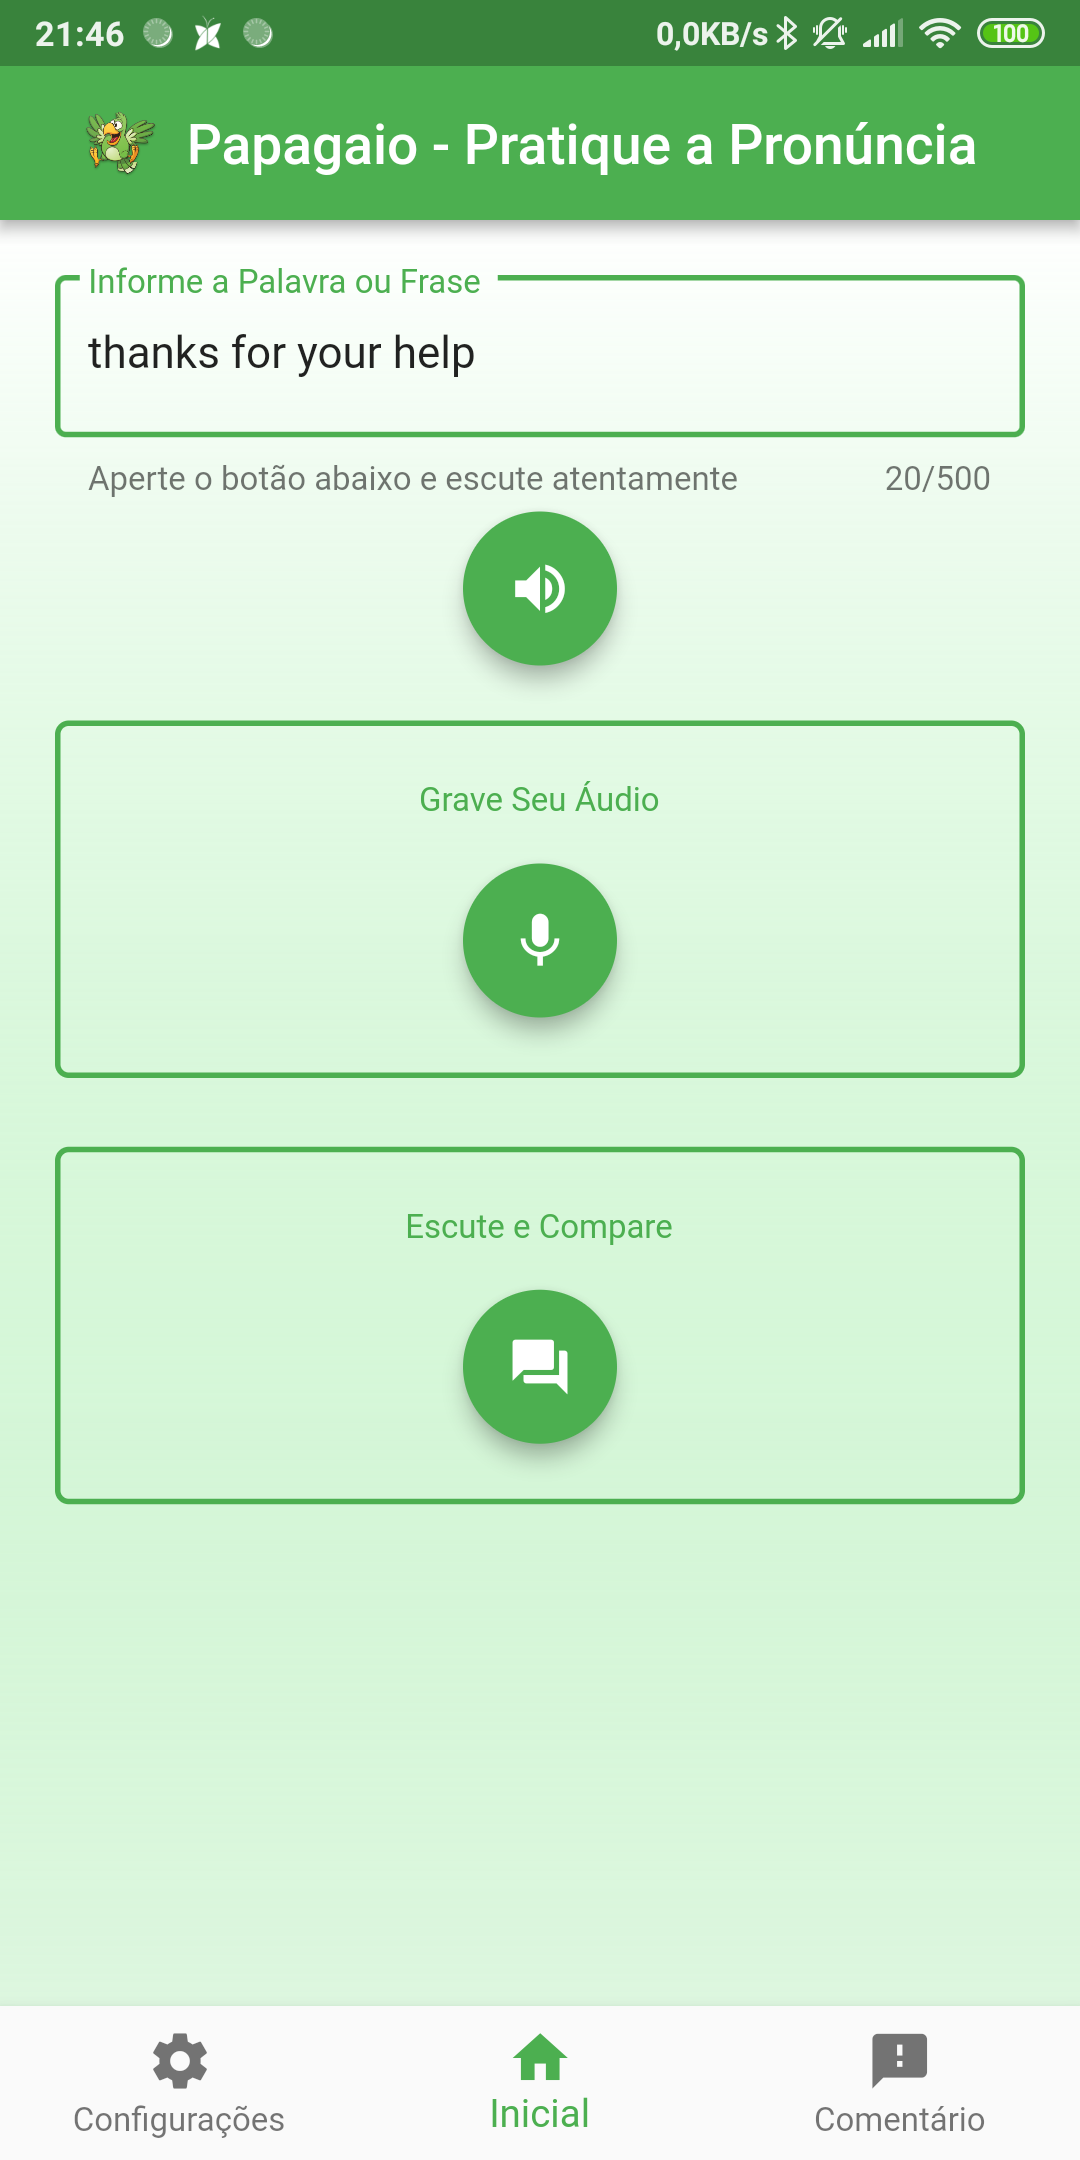 21:46 0,0KB/s 100
Papagaio - Pratique a Pronúncia
Informe a Palavra ou Frase
thanks for your help
Aperte o botão abaixo e escute atentamente 20/500
Grave Seu Áudio
Escute e Compare
Configurações Inicial Comentário